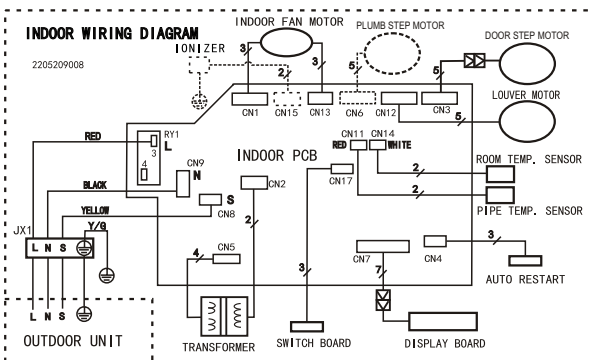 INDOOR WIRING DIAGRAM
2205209008
INDOOR FAN MOTOR
IONIZER
PLUMB STEP MOTOR
DOOR STEP MOTOR
LOUVER MOTOR
3
3
2
5
5
5
CN1
CN15
CN13
CN6
CN12
CN3
RY1
3
L
4
RED
CN9
N
BLACK
S
CN8
YELLOW
Y/G
JX1
L N S
L N S
OUTDOOR UNIT
INDOOR PCB
CN2
2
CN5
4
TRANSFORMER
CN11
CN14
RED
WHITE
CN17
2
ROOM TEMP. SENSOR
2
PIPE TEMP. SENSOR
3
SWITCH BOARD
CN7
7
DISPLAY BOARD
CN4
3
AUTO RESTART